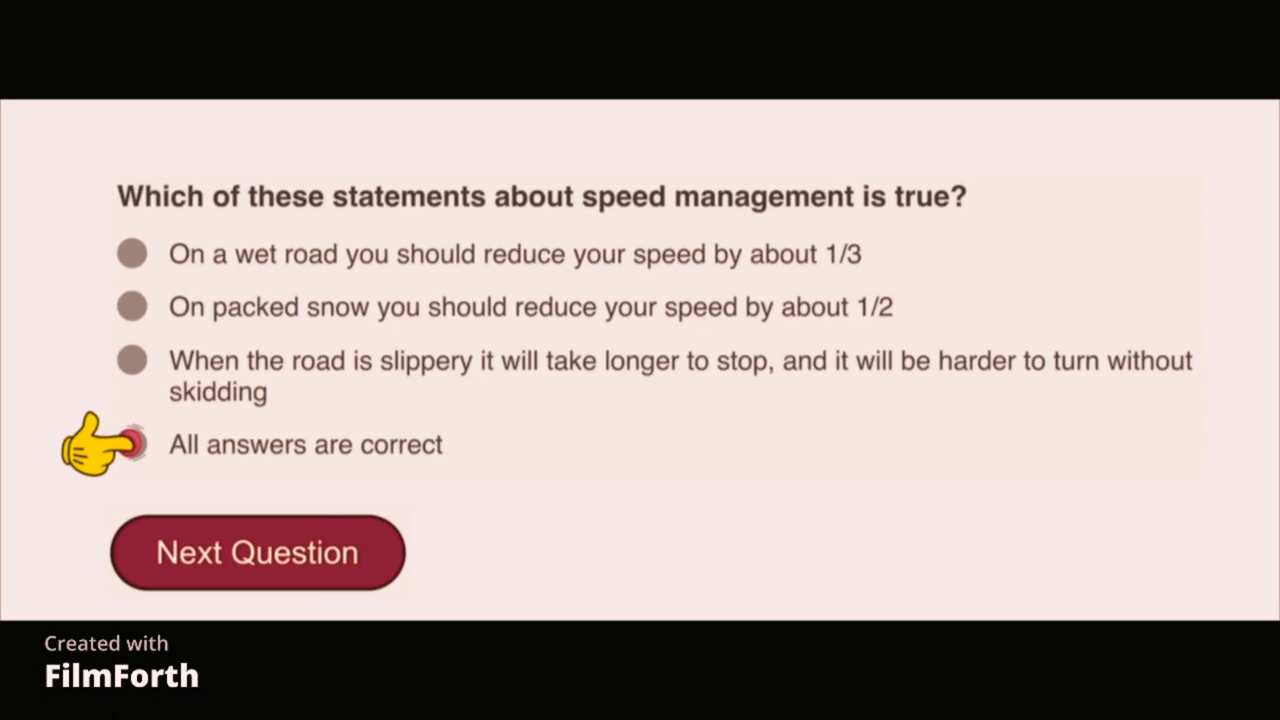 Which of these statements about speed management is true?
On a wet road you should reduce your speed by about 1/3
On packed snow you should reduce your speed by about 1/2
When the road is slippery it will take longer to stop, and it will be harder to turn without
skidding
All answers are correct
Next Question
Created with
FilmForth